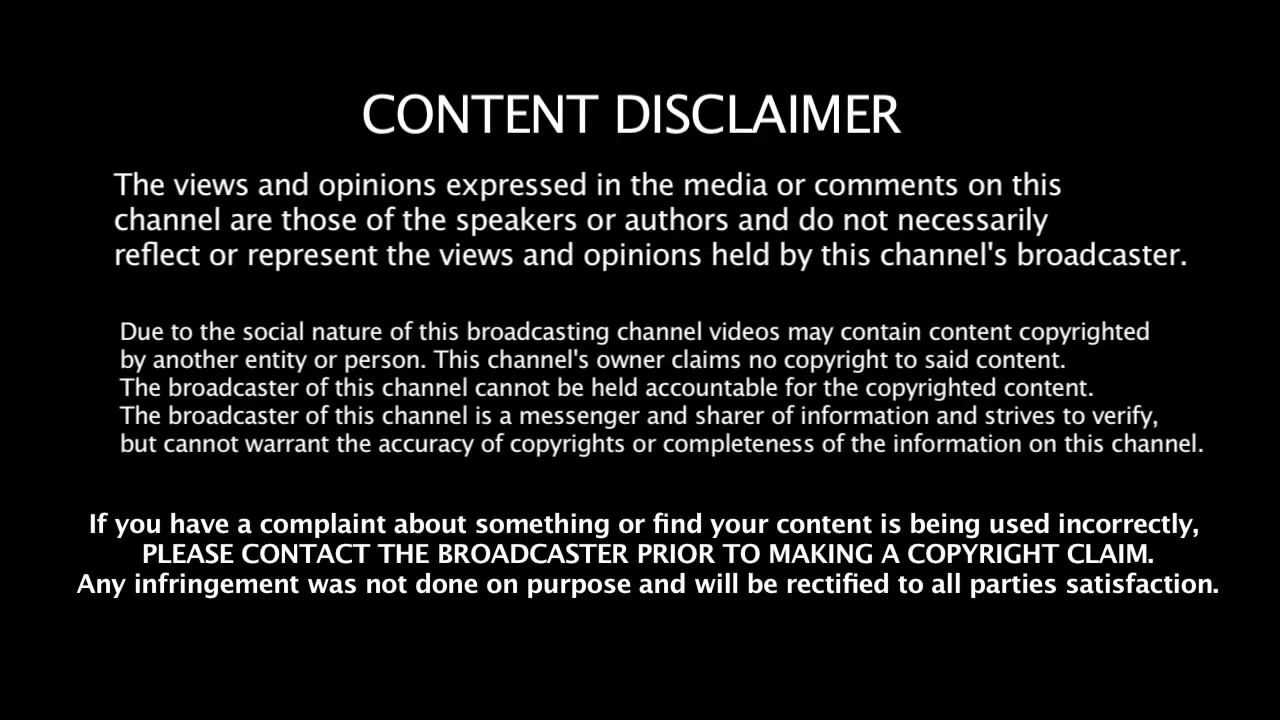 CONTENT DISCLAIMER
The views and opinions expressed in the media or comments on this
channel are those of the speakers or authors and do not necessarily
reflect or represent the views and opinions held by this channel's broadcaster.
Due to the social nature of this broadcasting channel videos may contain content copyrighted
by another entity or person. This channel's owner claims no copyright to said content.
The broadcaster of this channel cannot be held accountable for the copyrighted content.
The broadcaster of this channel is a messenger and sharer of information and strives to verify,
but cannot warrant the accuracy of copyrights or completeness of the information on this channel.
If you have a complaint about something or find your content is being used incorrectly,
PLEASE CONTACT THE BROADCASTER PRIOR TO MAKING A COPYRIGHT CLAIM.
Any infringement was not done on purpose and will be rectified to all parties satisfaction.